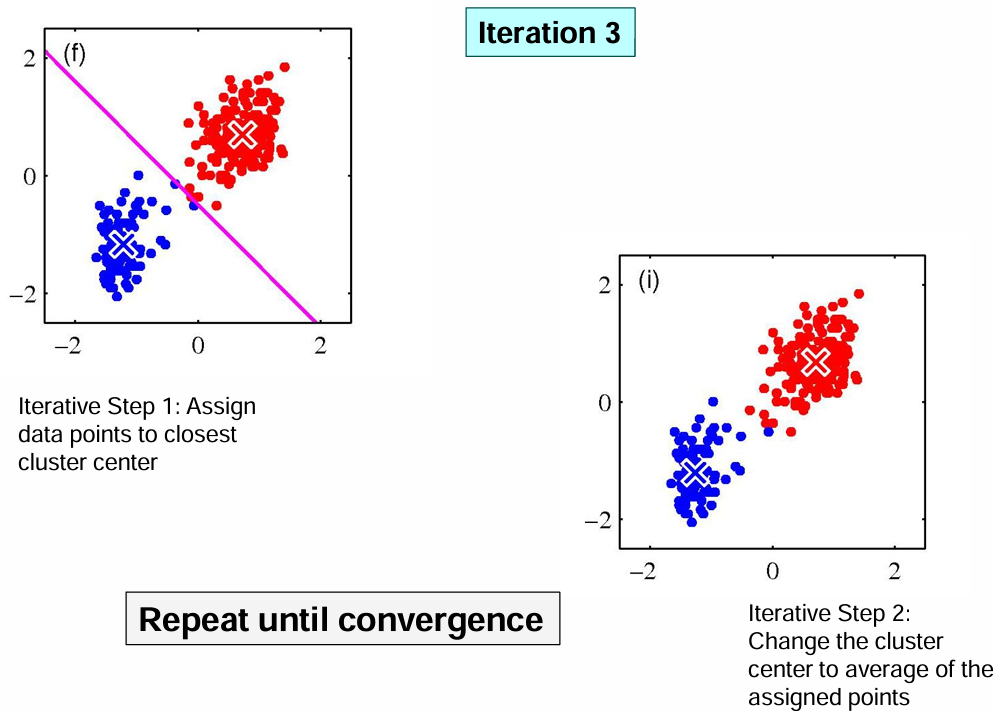 Iteration 3
(f)
2
0
−2
−2 0 2
Iterative Step 1: Assign
data points to closest
cluster center
(i)
2
0
−2
−2 0 2
Repeat until convergence
Iterative Step 2:
Change the cluster
center to average of the
assigned points